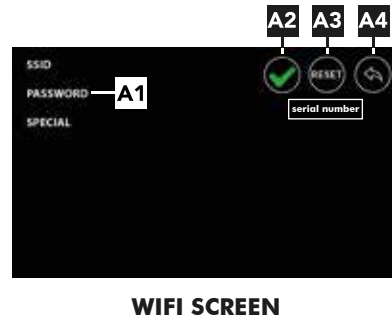 A2 A3 A4
SSID
RESET
PASSWORD A1
serial number
SPECIAL
WIFI SCREEN